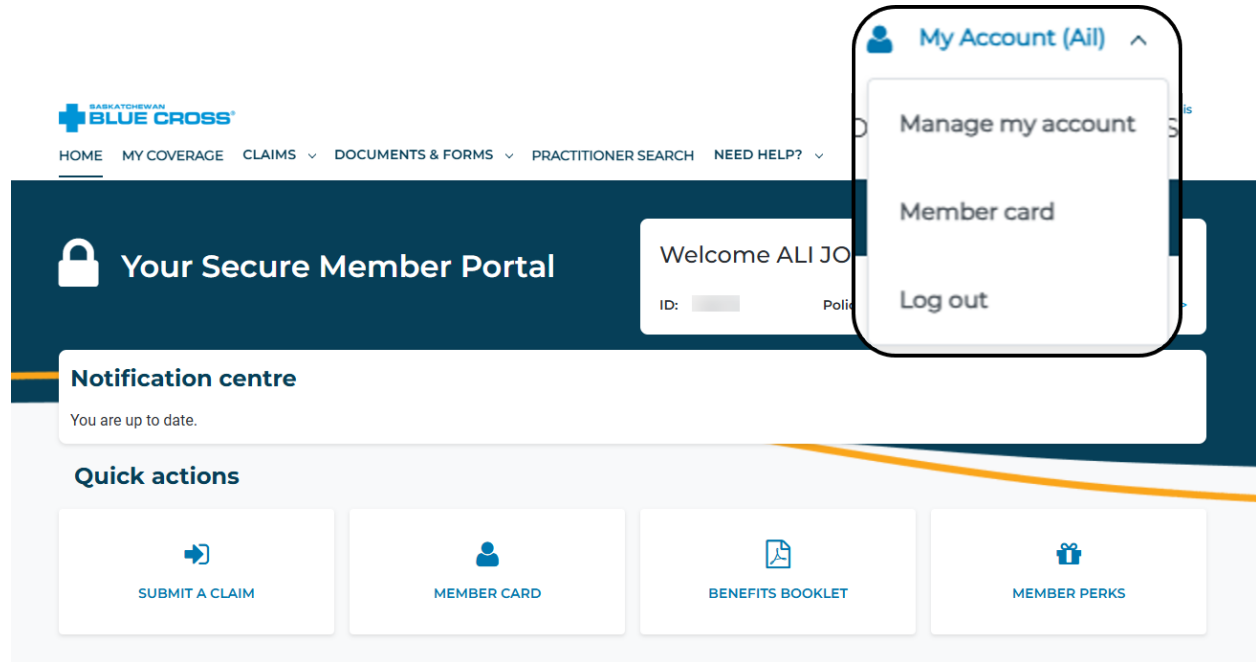 My Account (Ail)
Manage my account
Member card
Log out
SASKATCHEWAN
BLUE CROSS®
HOME MY COVERAGE CLAIMS DOCUMENTS & FORMS PRACTITIONER SEARCH NEED HELP?
Your Secure Member Portal
Welcome ALI JO
ID:
Notification centre
You are up to date.
Quick actions
SUBMIT A CLAIM MEMBER CARD BENEFITS BOOKLET MEMBER PERKS